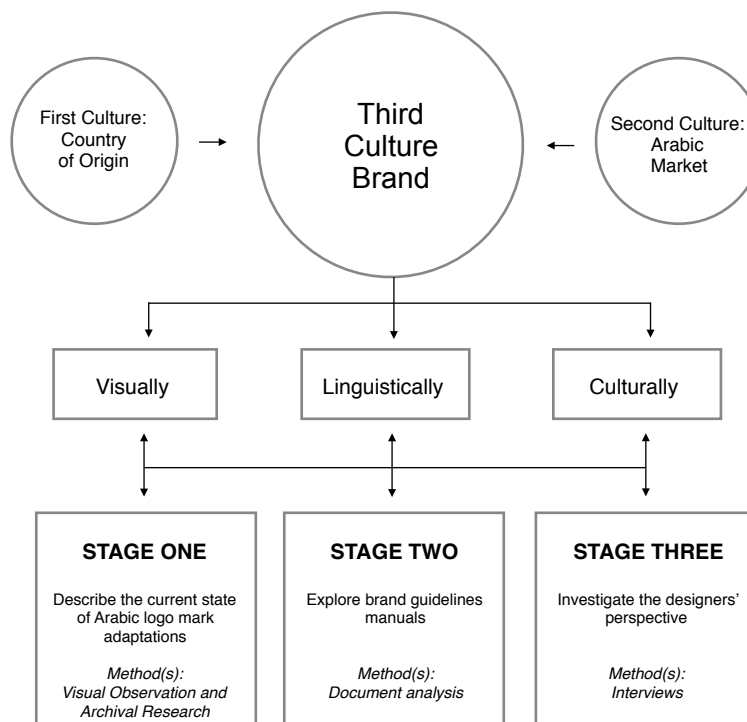 First Culture:
Country
of Origin
Third
Culture
Brand
Second Culture:
Arabic
Market
Visually
Linguistically
Culturally
STAGE ONE
Describe the current state
of Arabic logo mark
adaptations
Method(s):
Visual Observation and
Archival Research
STAGE TWO
Explore brand guidelines
manuals
Method(s):
Document analysis
STAGE THREE
Investigate the designers’
perspective
Method(s):
Interviews